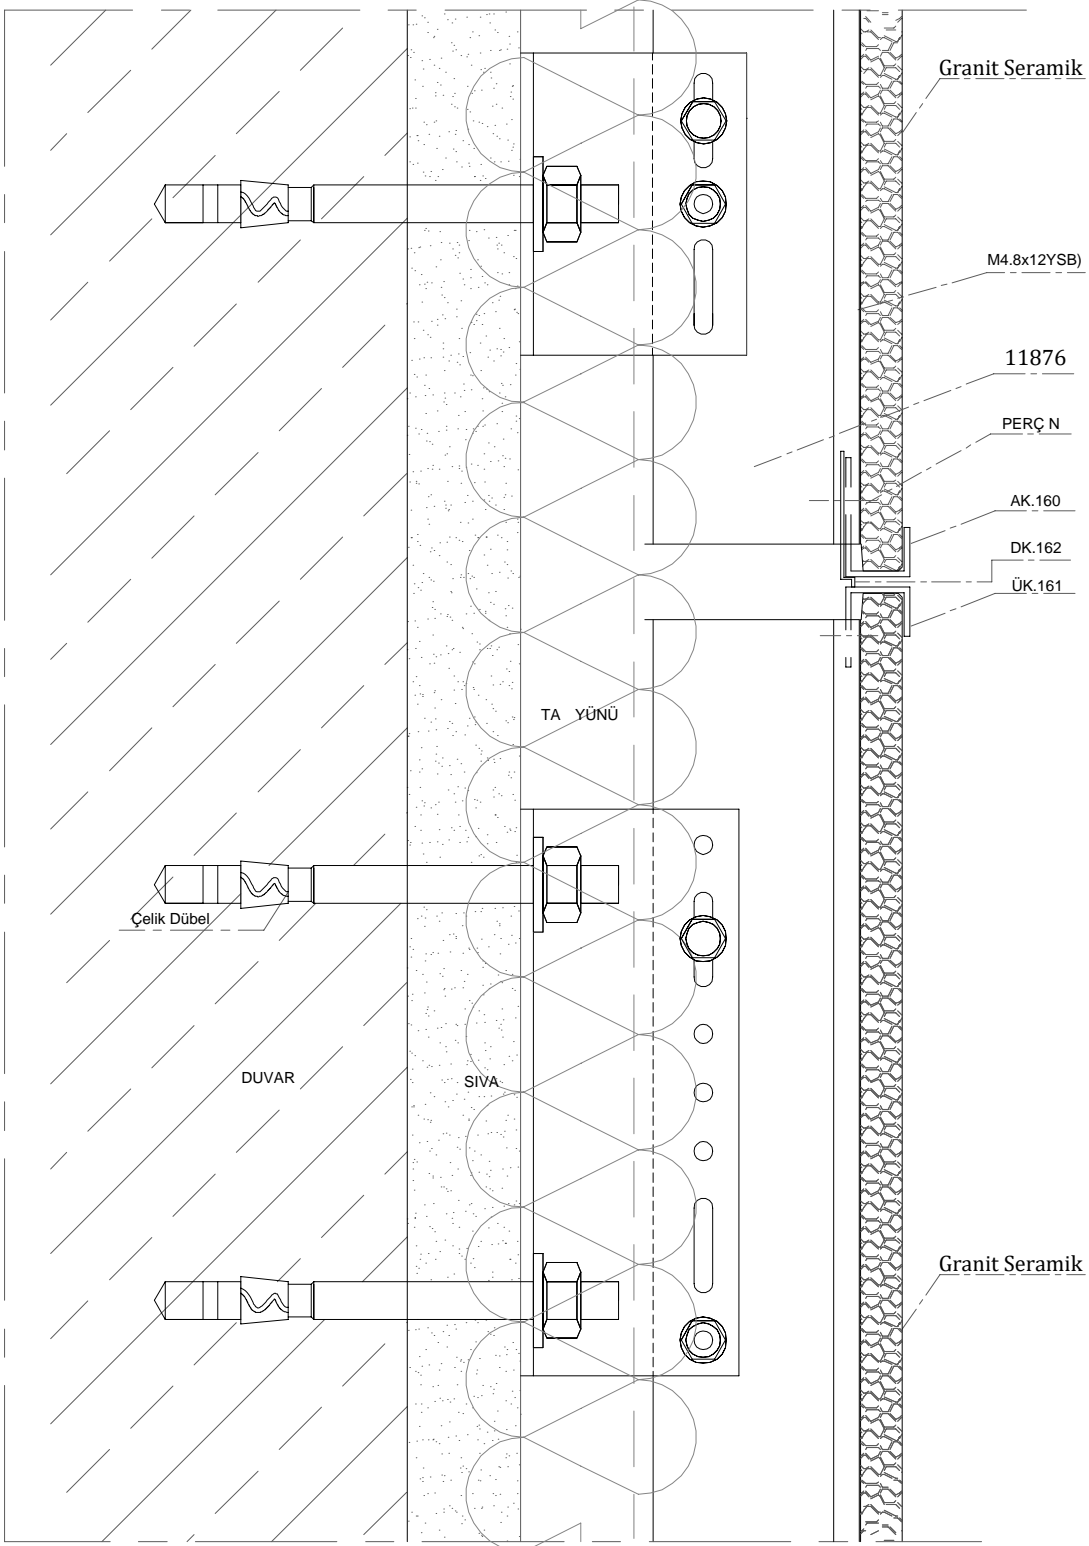 Granit Seramik
M4.8x12YSB)
11876
PERÇ N
AK.160
DK.162
ÜK.161
TA YÜNÜ
Çelik Dübel
DUVAR
SIVA
Granit Seramik